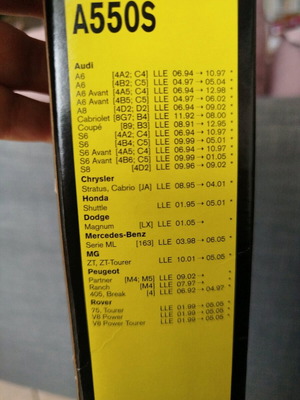 A550S
Audi
A6 [4A2; C4] LLE 06.94 → 10.97 *
A6 [4B2; C5] LLE 04.97 → 05.04 *
A6 Avant [4A5; C4] LLE 06.94 → 12.98 *
A6 Avant [4B5; C5] LLE 04.97 → 06.02 *
A8 [4D2; D2] LLE 06.94 → 09.02 *
Cabriolet [8G7; B4] LLE 11.92 → 08.00 *
Coupé [89; B3] LLE 08.91 → 12.95 *
S6 [4A2; C4] LLE 06.94 → 10.97 *
S6 [4B4; C5] LLE 09.99 → 05.01 *
S6 Avant [4A5; C4] LLE 06.94 → 10.97 *
S6 Avant [4B6; C5] LLE 09.99 → 01.05 *
S8 [4D2] LLE 09.96 → 09.02 *
Chrysler
Stratus, Cabrio [JA] LLE 08.95 → 04.01 *
Honda
Shuttle LLE 01.95 → 05.01 *
Dodge
Magnum [LX] LLE 01.05 → *
Mercedes-Benz
Serie ML [163] LLE 03.98 → 06.05 *
MG
ZT, ZT-Tourer LLE 10.01 → 05.05 *
Peugeot
Partner [M4; M5] LLE 09.02 → *
Ranch [M4] LLE 07.97 → *
406, Break [4] LLE 06.92 → 04.97 *
Rover
75, Tourer LLE 01.99 → 05.05 *
V8 Power LLE 01.99 → 05.05 *
V8 Power Tourer LLE 01.99 → 05.05 *